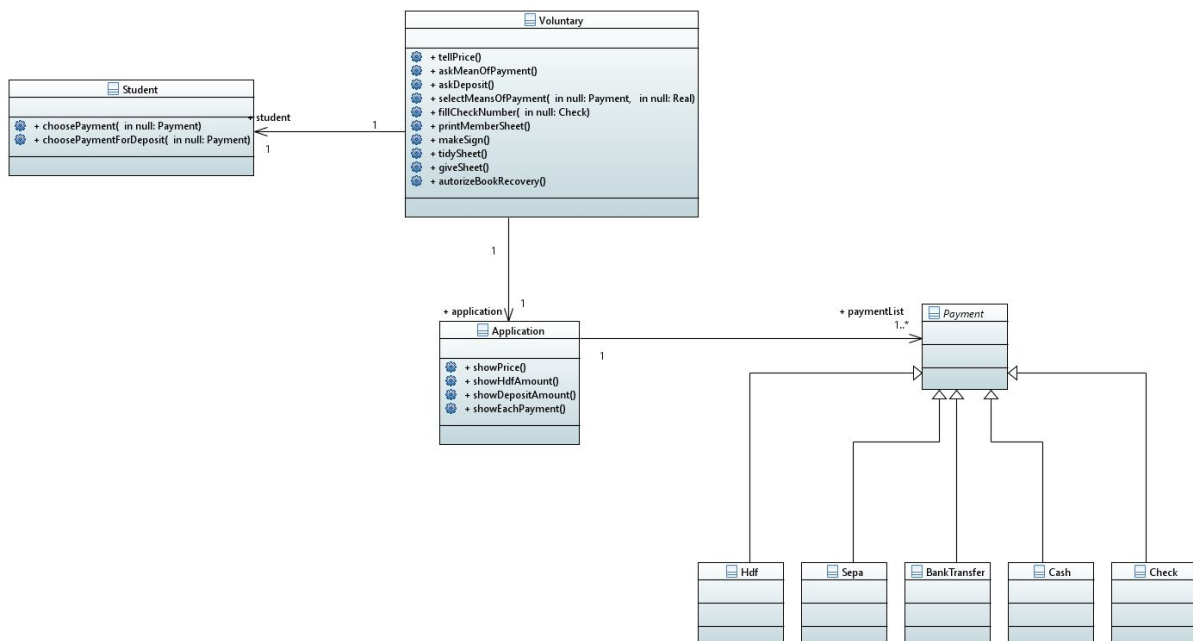 Voluntary
+ tellPrice()
+ askMeanOfPayment()
+ askDeposit()
+ selectMeansOfPayment( in null: Payment, in null: Real)
+ fillCheckNumber( in null: Check)
+ printMemberSheet()
+ makeSign()
+ tidySheet()
+ giveSheet()
+ autorizeBookRecovery()
Student
+ choosePayment( in null: Payment)
+ choosePaymentForDeposit( in null: Payment)
+ student
1
1
1
1
+ application
Application
+ showPrice()
+ showHdfAmount()
+ showDepositAmount()
+ showEachPayment()
1
+ paymentList
1..*
Payment
Hdf
Sepa
BankTransfer
Cash
Check